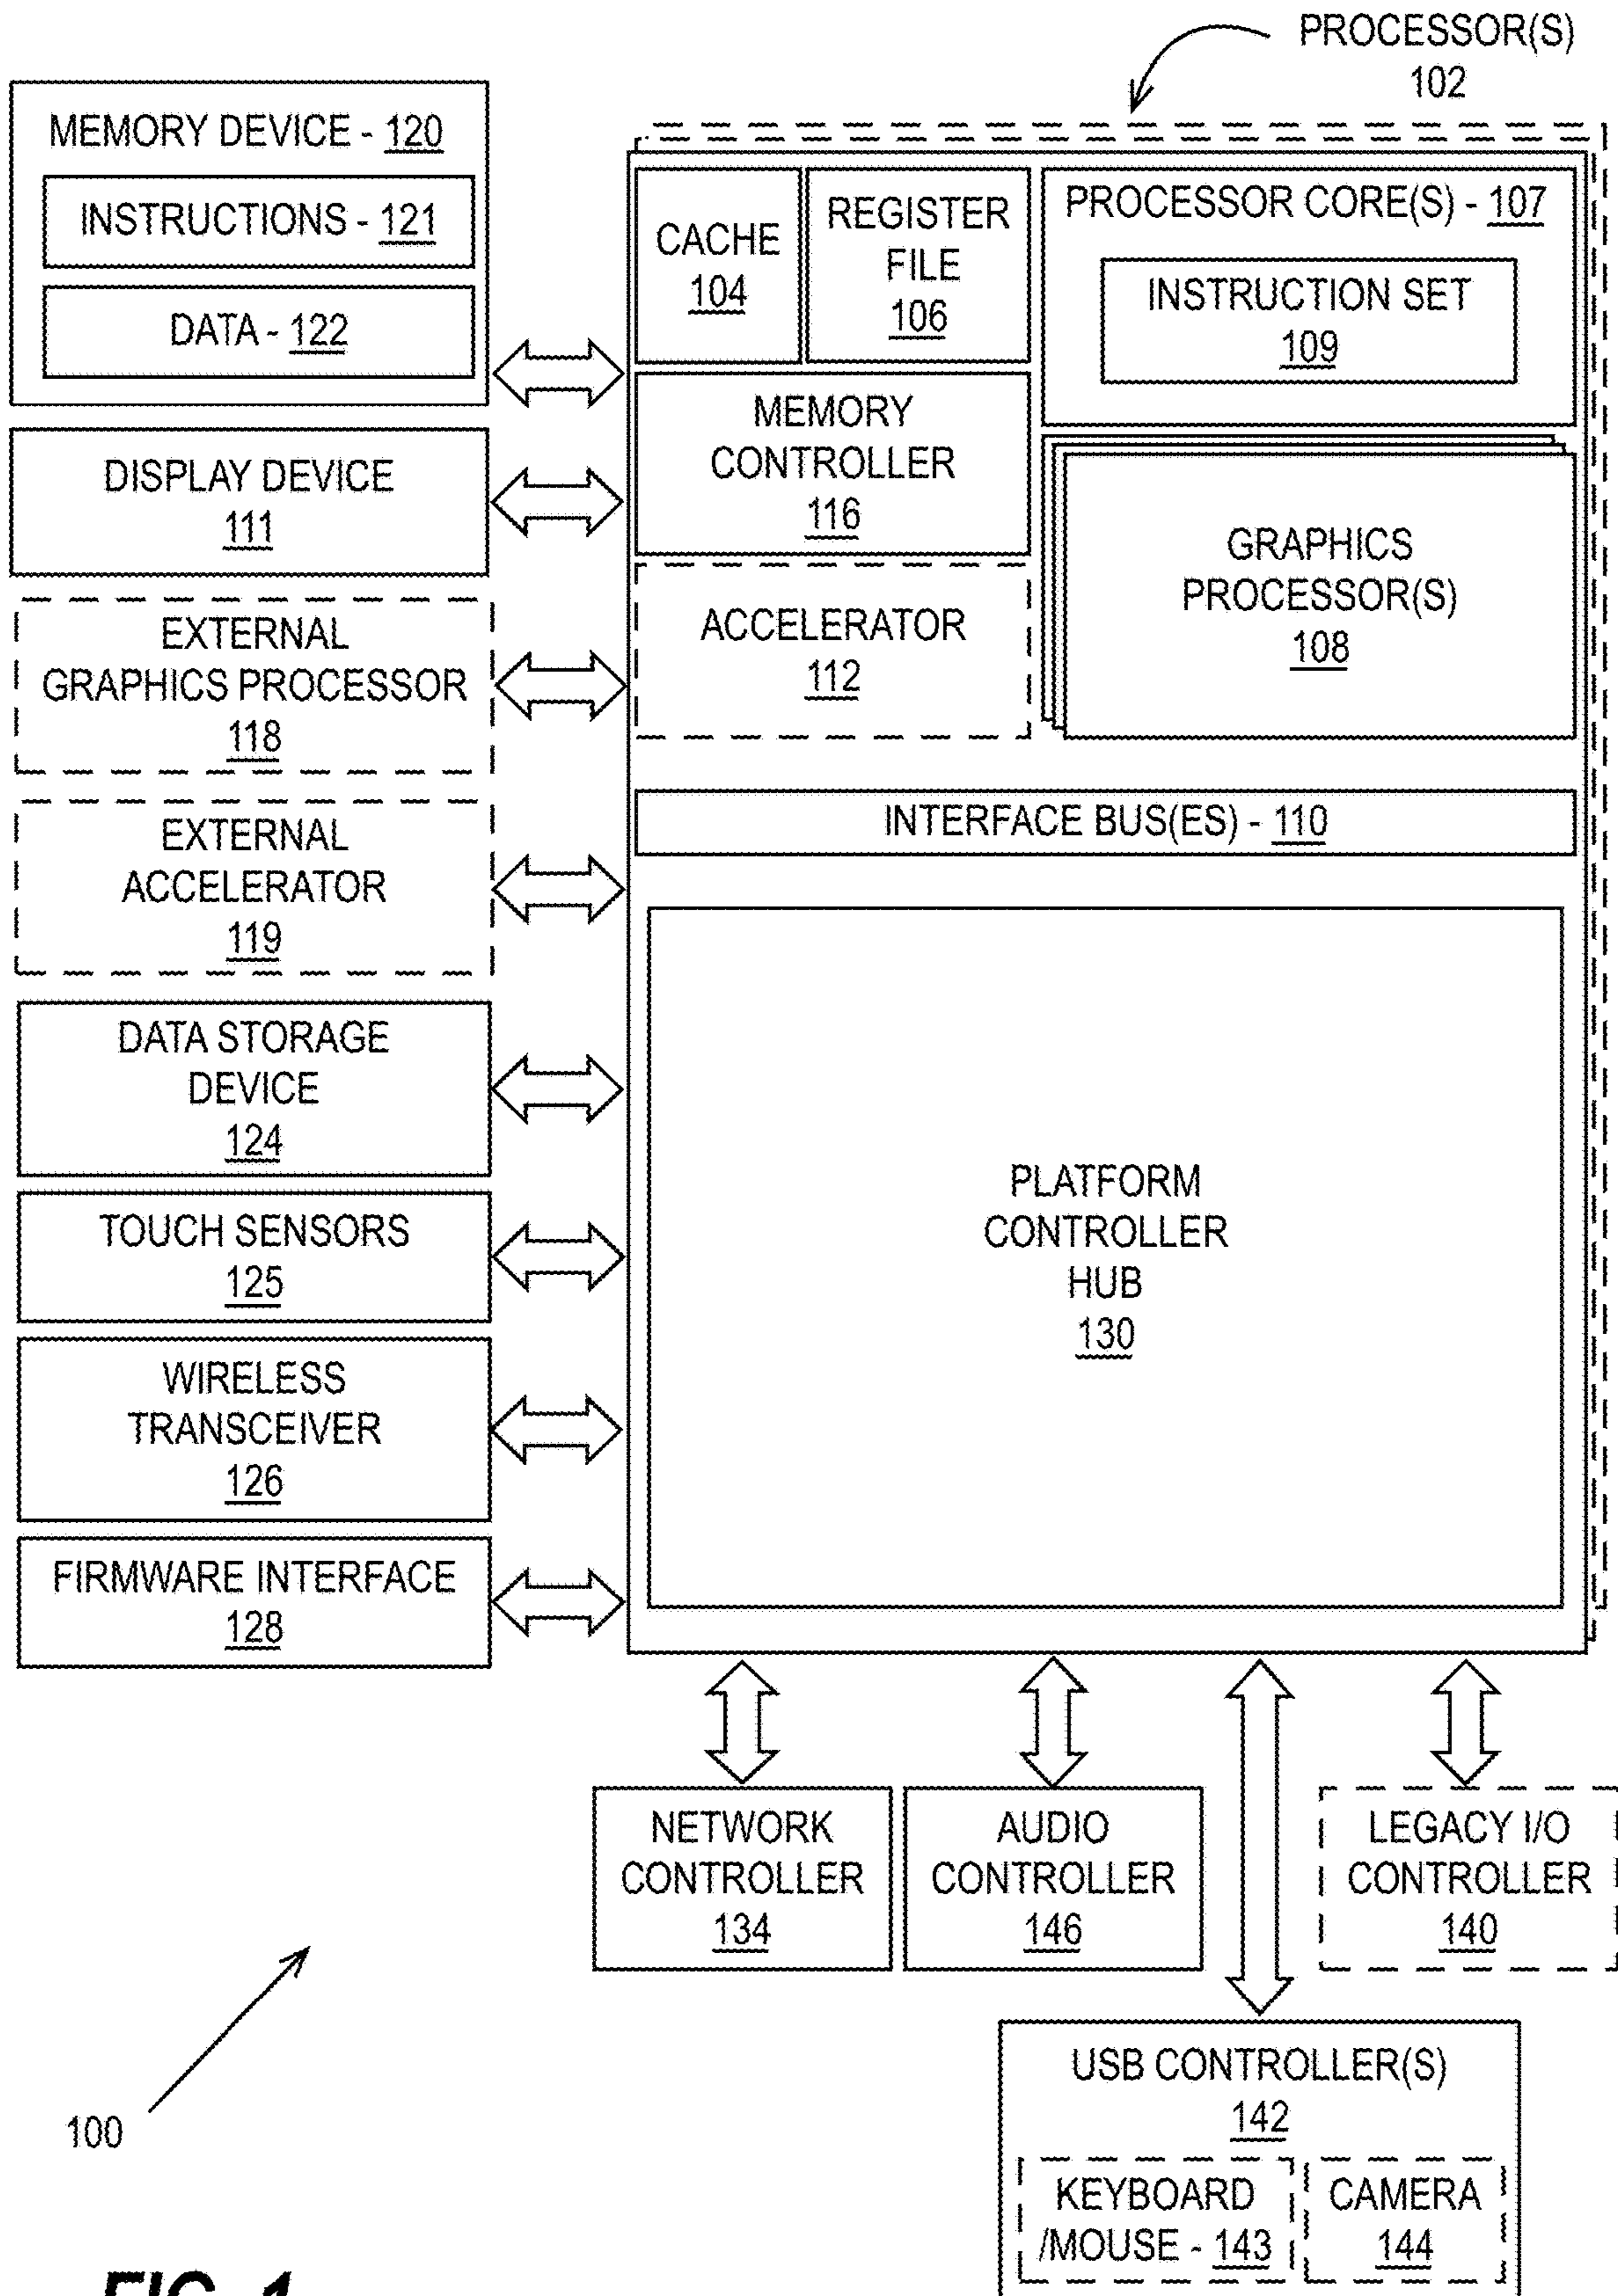 PROCESSOR(S)
102
MEMORY DEVICE - 120
INSTRUCTIONS - 121
DATA - 122
DISPLAY DEVICE
111
EXTERNAL
GRAPHICS PROCESSOR
118
EXTERNAL
ACCELERATOR
119
DATA STORAGE
DEVICE
124
TOUCH SENSORS
125
WIRELESS
TRANSCEIVER
126
FIRMWARE INTERFACE
128
CACHE
104
REGISTER
FILE
106
PROCESSOR CORE(S) - 107
INSTRUCTION SET
109
MEMORY
CONTROLLER
116
ACCELERATOR
112
GRAPHICS
PROCESSOR(S)
108
INTERFACE BUS(ES) - 110
PLATFORM
CONTROLLER
HUB
130
NETWORK
CONTROLLER
134
AUDIO
CONTROLLER
146
LEGACY I/O
CONTROLLER
140
USB CONTROLLER(S)
142
KEYBOARD
/MOUSE - 143
CAMERA
144
100
FIG. 1